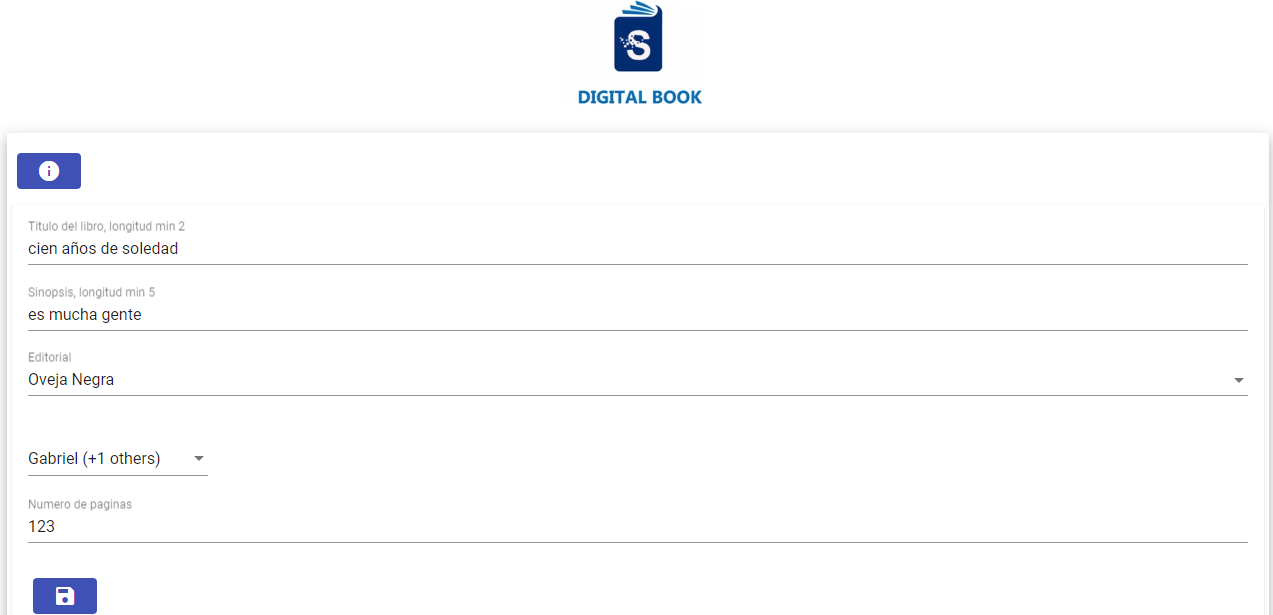 S
DIGITAL BOOK
i
Titulo del libro, longitud min 2
cien años de soledad
Sinopsis, longitud min 5
es mucha gente
Editorial
Oveja Negra
Gabriel (+1 others)
Numero de paginas
123